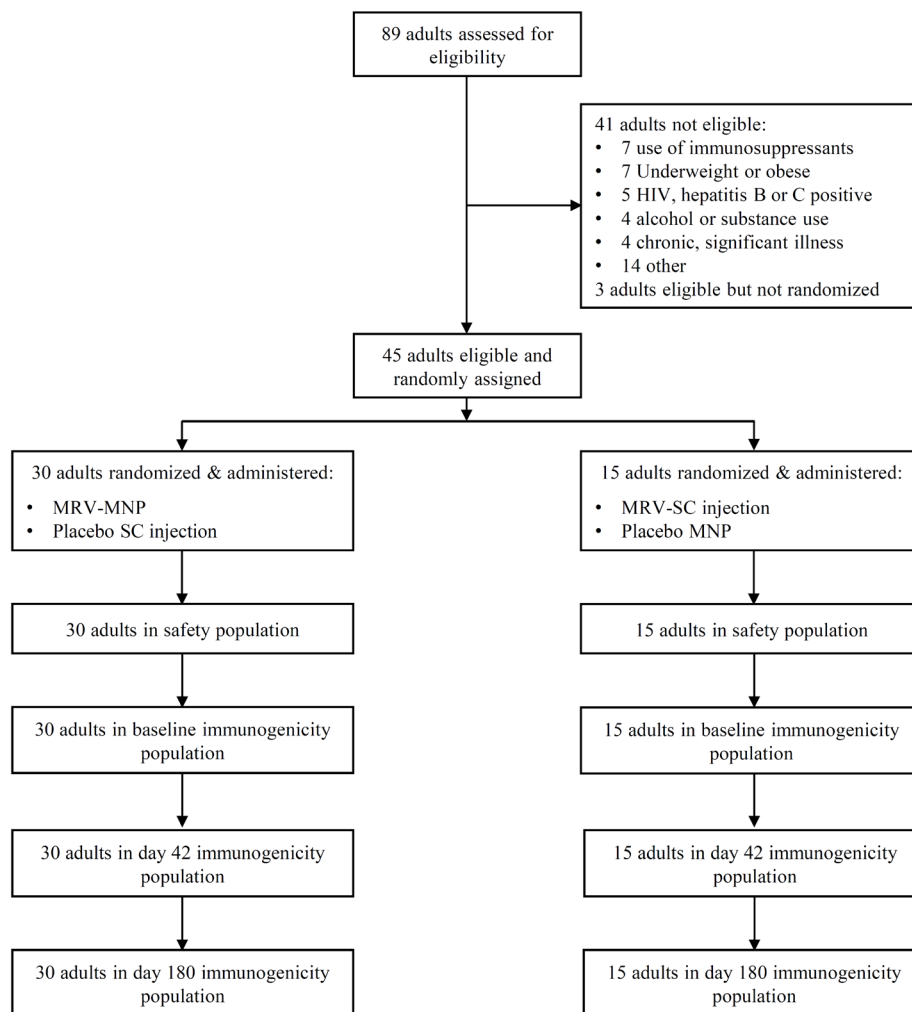 89 adults assessed for
eligibility
41 adults not eligible:
• 7 use of immunosuppressants
• 7 Underweight or obese
• 5 HIV, hepatitis B or C positive
• 4 alcohol or substance use
• 4 chronic, significant illness
• 14 other
3 adults eligible but not randomized
45 adults eligible and
randomly assigned
30 adults randomized & administered:
• MRV-MNP
• Placebo SC injection
15 adults randomized & administered:
• MRV-SC injection
• Placebo MNP
30 adults in safety population
15 adults in safety population
30 adults in baseline immunogenicity
population
15 adults in baseline immunogenicity
population
30 adults in day 42 immunogenicity
population
15 adults in day 42 immunogenicity
population
30 adults in day 180 immunogenicity
population
15 adults in day 180 immunogenicity
population